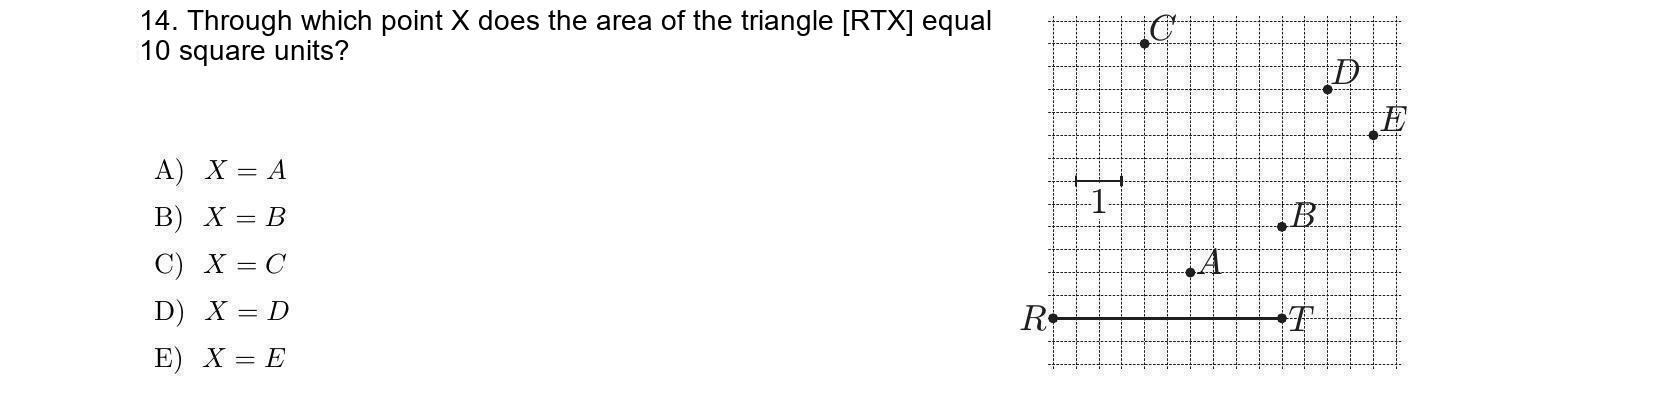 14. Through which point X does the area of the triangle [RTX] equal
10 square units?
A) X = A
B) X = B
C) X = C
D) X = D
E) X = E
C
D
E
1
B
A
R
T